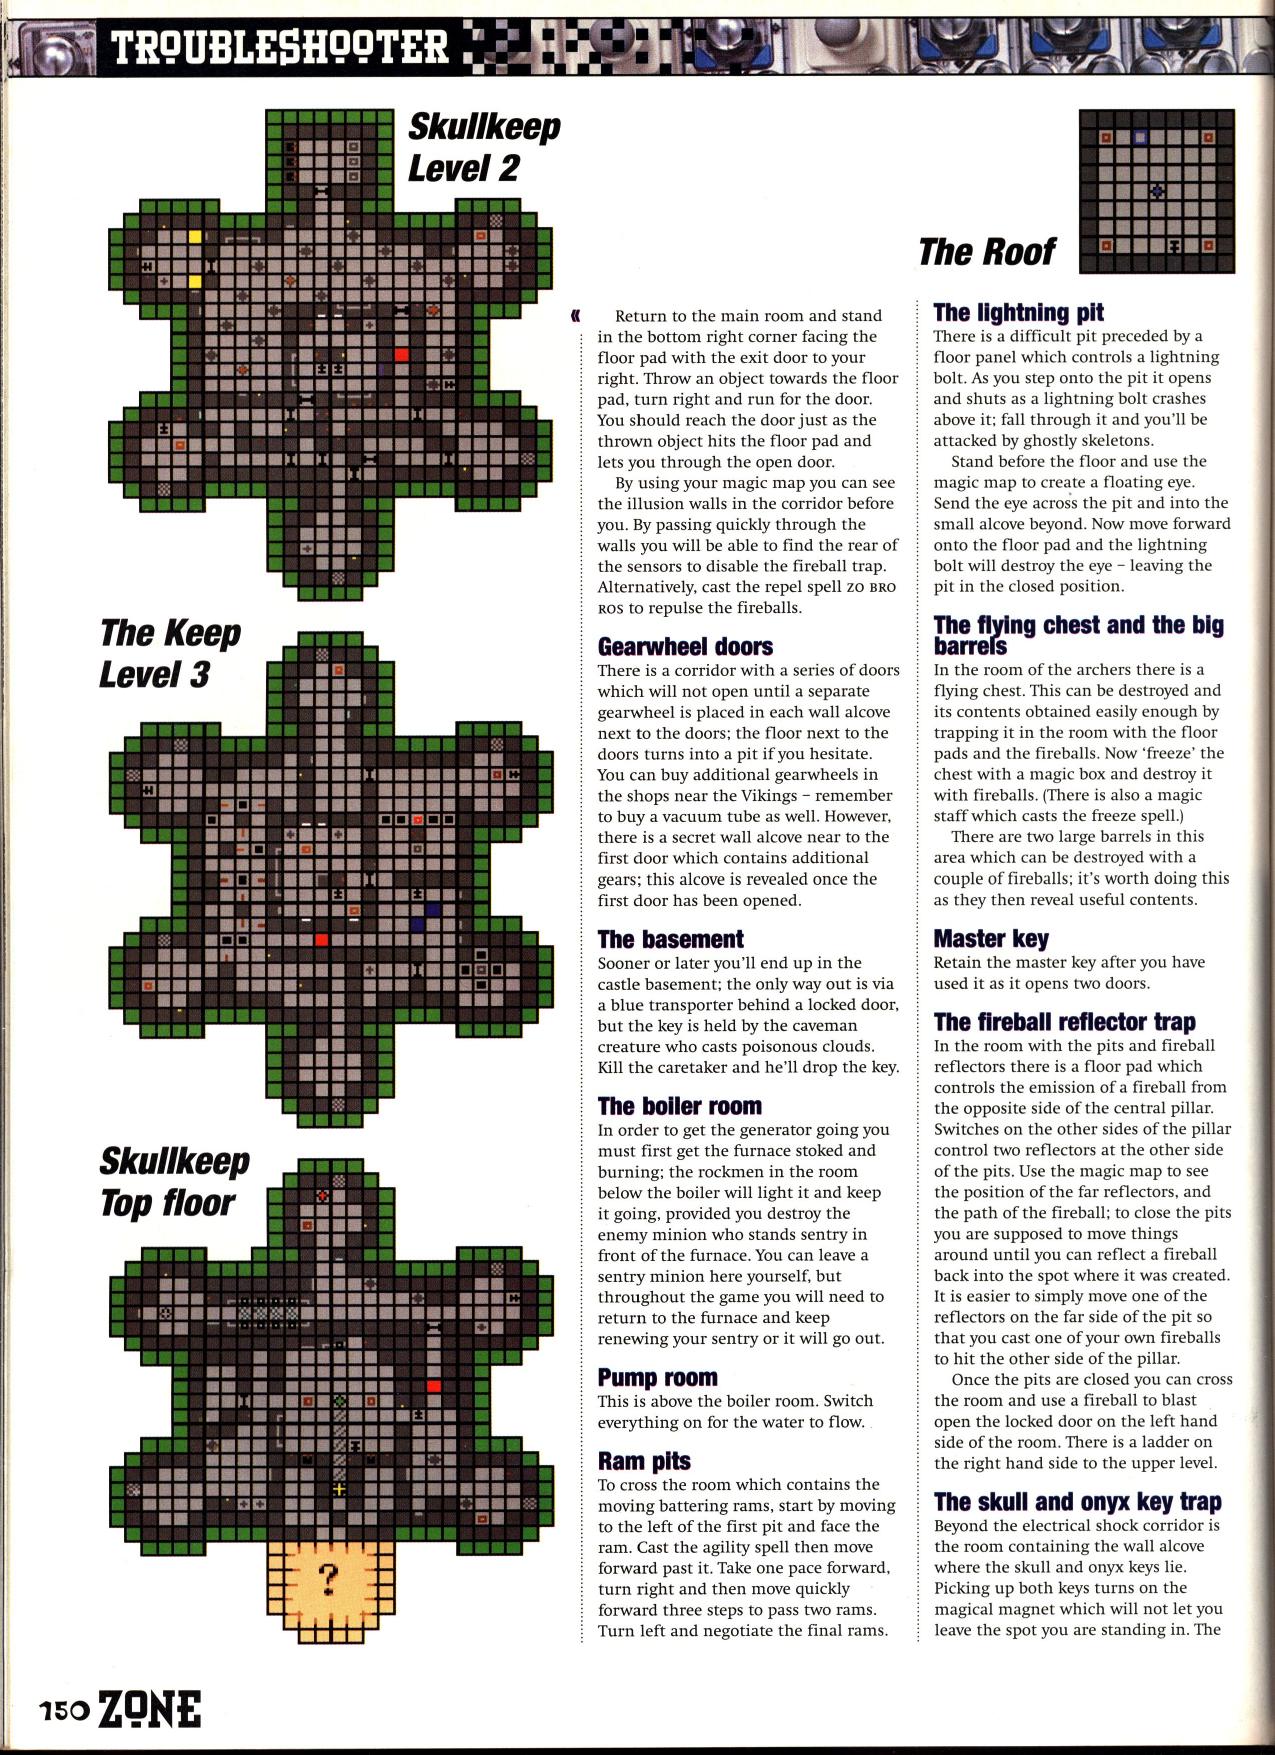 TROUBLESHOOTER
Skullkeep
Level 2
The Keep
Level 3
Skullkeep
Top floor
?
The Roof
«
Return to the main room and stand
in the bottom right corner facing the
floor pad with the exit door to your
right. Throw an object towards the floor
pad, turn right and run for the door.
You should reach the door just as the
thrown object hits the floor pad and
lets you through the open door.
By using your magic map you can see
the illusion walls in the corridor before
you. By passing quickly through the
walls you will be able to find the rear of
the sensors to disable the fireball trap.
Alternatively, cast the repel spell ZO BRO
ROS to repulse the fireballs.
Gearwheel doors
There is a corridor with a series of doors
which will not open until a separate
gearwheel is placed in each wall alcove
next to the doors; the floor next to the
doors turns into a pit if you hesitate.
You can buy additional gearwheels in
the shops near the Vikings – remember
to buy a vacuum tube as well. However,
there is a secret wall alcove near to the
first door which contains additional
gears; this alcove is revealed once the
first door has been opened.
The basement
Sooner or later you'll end up in the
castle basement; the only way out is via
a blue transporter behind a locked door,
but the key is held by the caveman
creature who casts poisonous clouds.
Kill the caretaker and he'll drop the key.
The boiler room
In order to get the generator going you
must first get the furnace stoked and
burning; the rockmen in the room
below the boiler will light it and keep
it going, provided you destroy the
enemy minion who stands sentry in
front of the furnace. You can leave a
sentry minion here yourself, but
throughout the game you will need to
return to the furnace and keep
renewing your sentry or it will go out.
Pump room
This is above the boiler room. Switch
everything on for the water to flow.
Ram pits
To cross the room which contains the
moving battering rams, start by moving
to the left of the first pit and face the
ram. Cast the agility spell then move
forward past it. Take one pace forward,
turn right and then move quickly
forward three steps to pass two rams.
Turn left and negotiate the final rams.
The lightning pit
There is a difficult pit preceded by a
floor panel which controls a lightning
bolt. As you step onto the pit it opens
and shuts as a lightning bolt crashes
above it; fall through it and you'll be
attacked by ghostly skeletons.
Stand before the floor and use the
magic map to create a floating eye.
Send the eye across the pit and into the
small alcove beyond. Now move forward
onto the floor pad and the lightning
bolt will destroy the eye – leaving the
pit in the closed position.
The flying chest and the big
barrels
In the room of the archers there is a
flying chest. This can be destroyed and
its contents obtained easily enough by
trapping it in the room with the floor
pads and the fireballs. Now 'freeze' the
chest with a magic box and destroy it
with fireballs. (There is also a magic
staff which casts the freeze spell.)
There are two large barrels in this
area which can be destroyed with a
couple of fireballs; it's worth doing this
as they then reveal useful contents.
Master key
Retain the master key after you have
used it as it opens two doors.
The fireball reflector trap
In the room with the pits and fireball
reflectors there is a floor pad which
controls the emission of a fireball from
the opposite side of the central pillar.
Switches on the other sides of the pillar
control two reflectors at the other side
of the pits. Use the magic map to see
the position of the far reflectors, and
the path of the fireball; to close the pits
you are supposed to move things
around until you can reflect a fireball
back into the spot where it was created.
It is easier to simply move one of the
reflectors on the far side of the pit so
that you cast one of your own fireballs
to hit the other side of the pillar.
Once the pits are closed you can cross
the room and use a fireball to blast
open the locked door on the left hand
side of the room. There is a ladder on
the right hand side to the upper level.
The skull and onyx key trap
Beyond the electrical shock corridor is
the room containing the wall alcove
where the skull and onyx keys lie.
Picking up both keys turns on the
magical magnet which will not let you
leave the spot you are standing in. The
150 ZONE